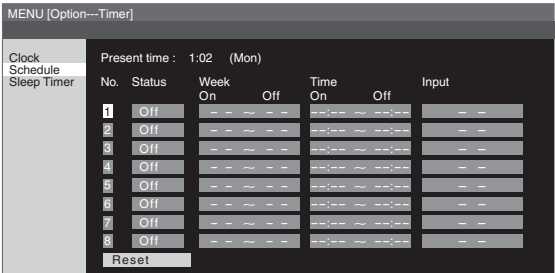 MENU [Option---Timer]
Clock
Schedule
Sleep Timer
Present time : 1:02 (Mon)
No. Status Week Time Input
On Off On Off
1 Off – – ~ – – --:-- ~ --:-- – –
2 Off – – ~ – – --:-- ~ --:-- – –
3 Off – – ~ – – --:-- ~ --:-- – –
4 Off – – ~ – – --:-- ~ --:-- – –
5 Off – – ~ – – --:-- ~ --:-- – –
6 Off – – ~ – – --:-- ~ --:-- – –
7 Off – – ~ – – --:-- ~ --:-- – –
8 Off – – ~ – – --:-- ~ --:-- – –
Reset